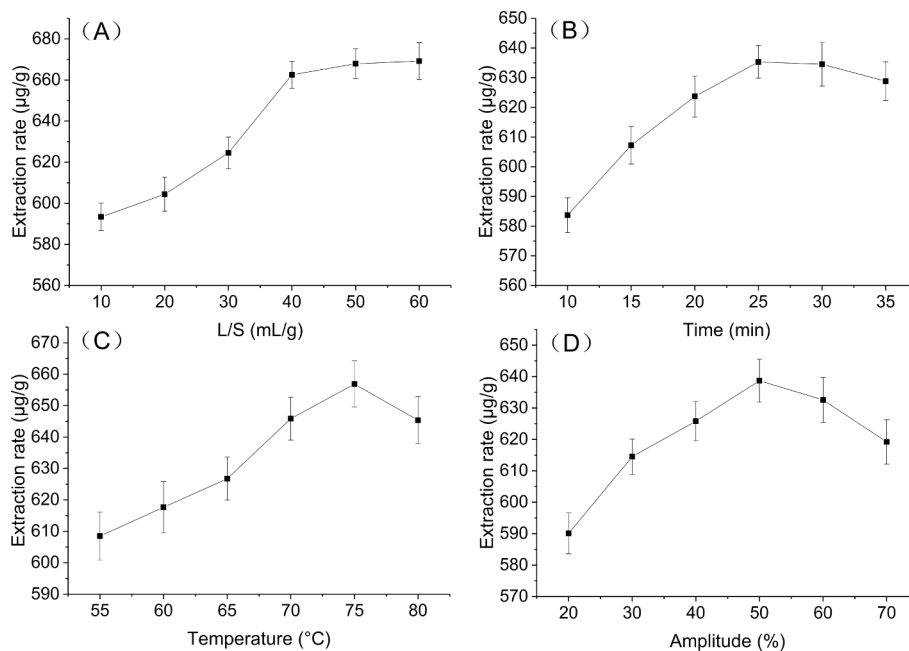 （A）
Extraction rate (μg/g)
680
660
640
620
600
580
560
10 20 30 40 50 60
L/S (mL/g)
（B）
Extraction rate (μg/g)
650
640
630
620
610
600
590
580
570
560
10 15 20 25 30 35
Time (min)
（C）
Extraction rate (μg/g)
670
660
650
640
630
620
610
600
590
55 60 65 70 75 80
Temperature (°C)
（D）
Extraction rate (μg/g)
650
640
630
620
610
600
590
580
570
20 30 40 50 60 70
Amplitude (%)